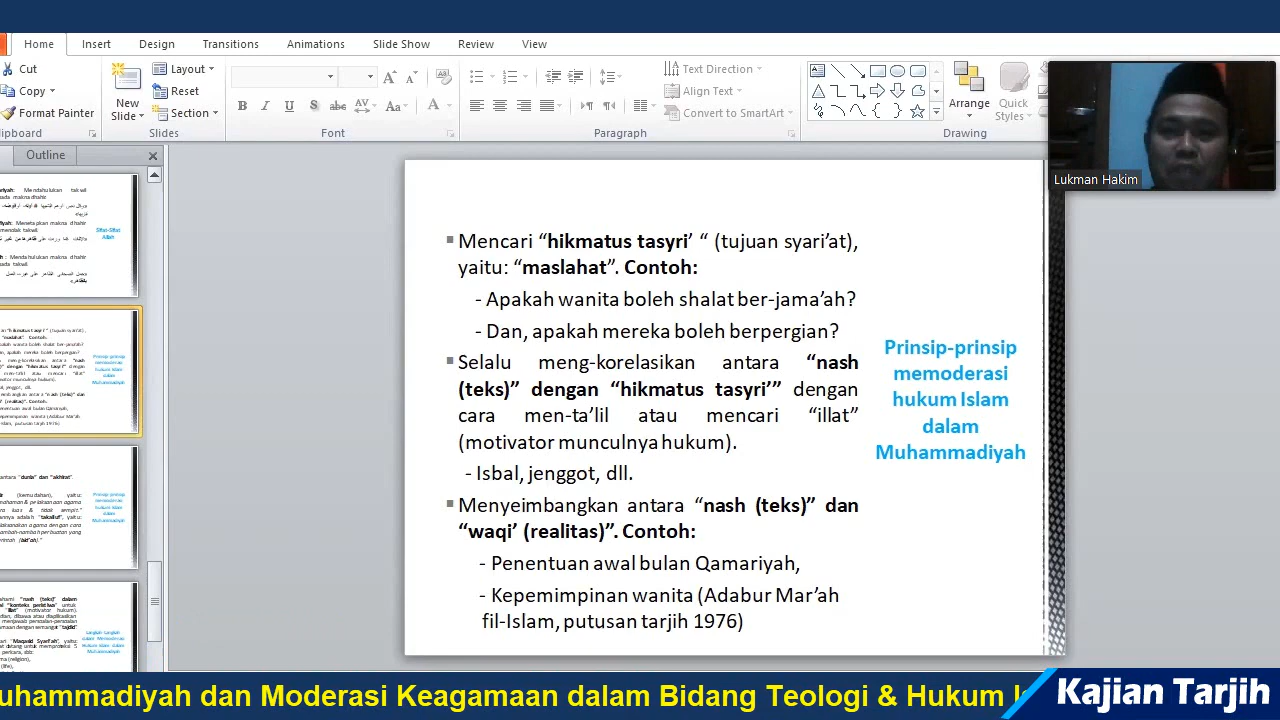 Home Insert Design Transitions Animations Slide Show Review View
Cut
Copy
Format Painter
lipboard
New
Slide
Layout
Reset
Section
Slides
Font
Paragraph
Text Direction
Align Text
Convert to SmartArt
Arrange
Quick
Styles
Drawing
Outline
Lukman Hakim
Mencari “hikmatus tasyri’ “ (tujuan syari’at),
yaitu: “maslahat”. Contoh:
- Apakah wanita boleh shalat ber-jama’ah?
- Dan, apakah mereka boleh berpergian?
Selalu meng-korelasikan antara “nash
(teks)” dengan “hikmatus tasyri’” dengan
cara men-ta’lil atau mencari “illat”
(motivator munculnya hukum).
- Isbal, jenggot, dll.
Menyeimbangkan antara “nash (teks)” dan
“waqi’ (realitas)”. Contoh:
- Penentuan awal bulan Qamariyah,
- Kepemimpinan wanita (Adabur Mar’ah
fil-Islam, putusan tarjih 1976)
Prinsip-prinsip
memoderasi
hukum Islam
dalam
Muhammadiyah
uhammadiyah dan Moderasi Keagamaan dalam Bidang Teologi & Hukum Is
Kajian Tarjih